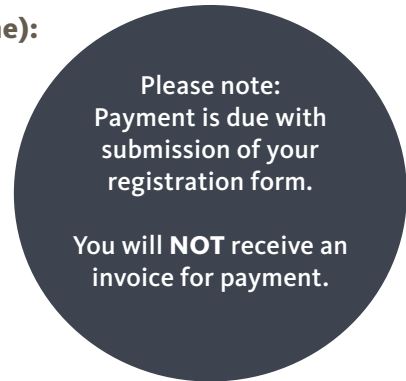 e):
Please note:
Payment is due with
submission of your
registration form.
You will NOT receive an
invoice for payment.